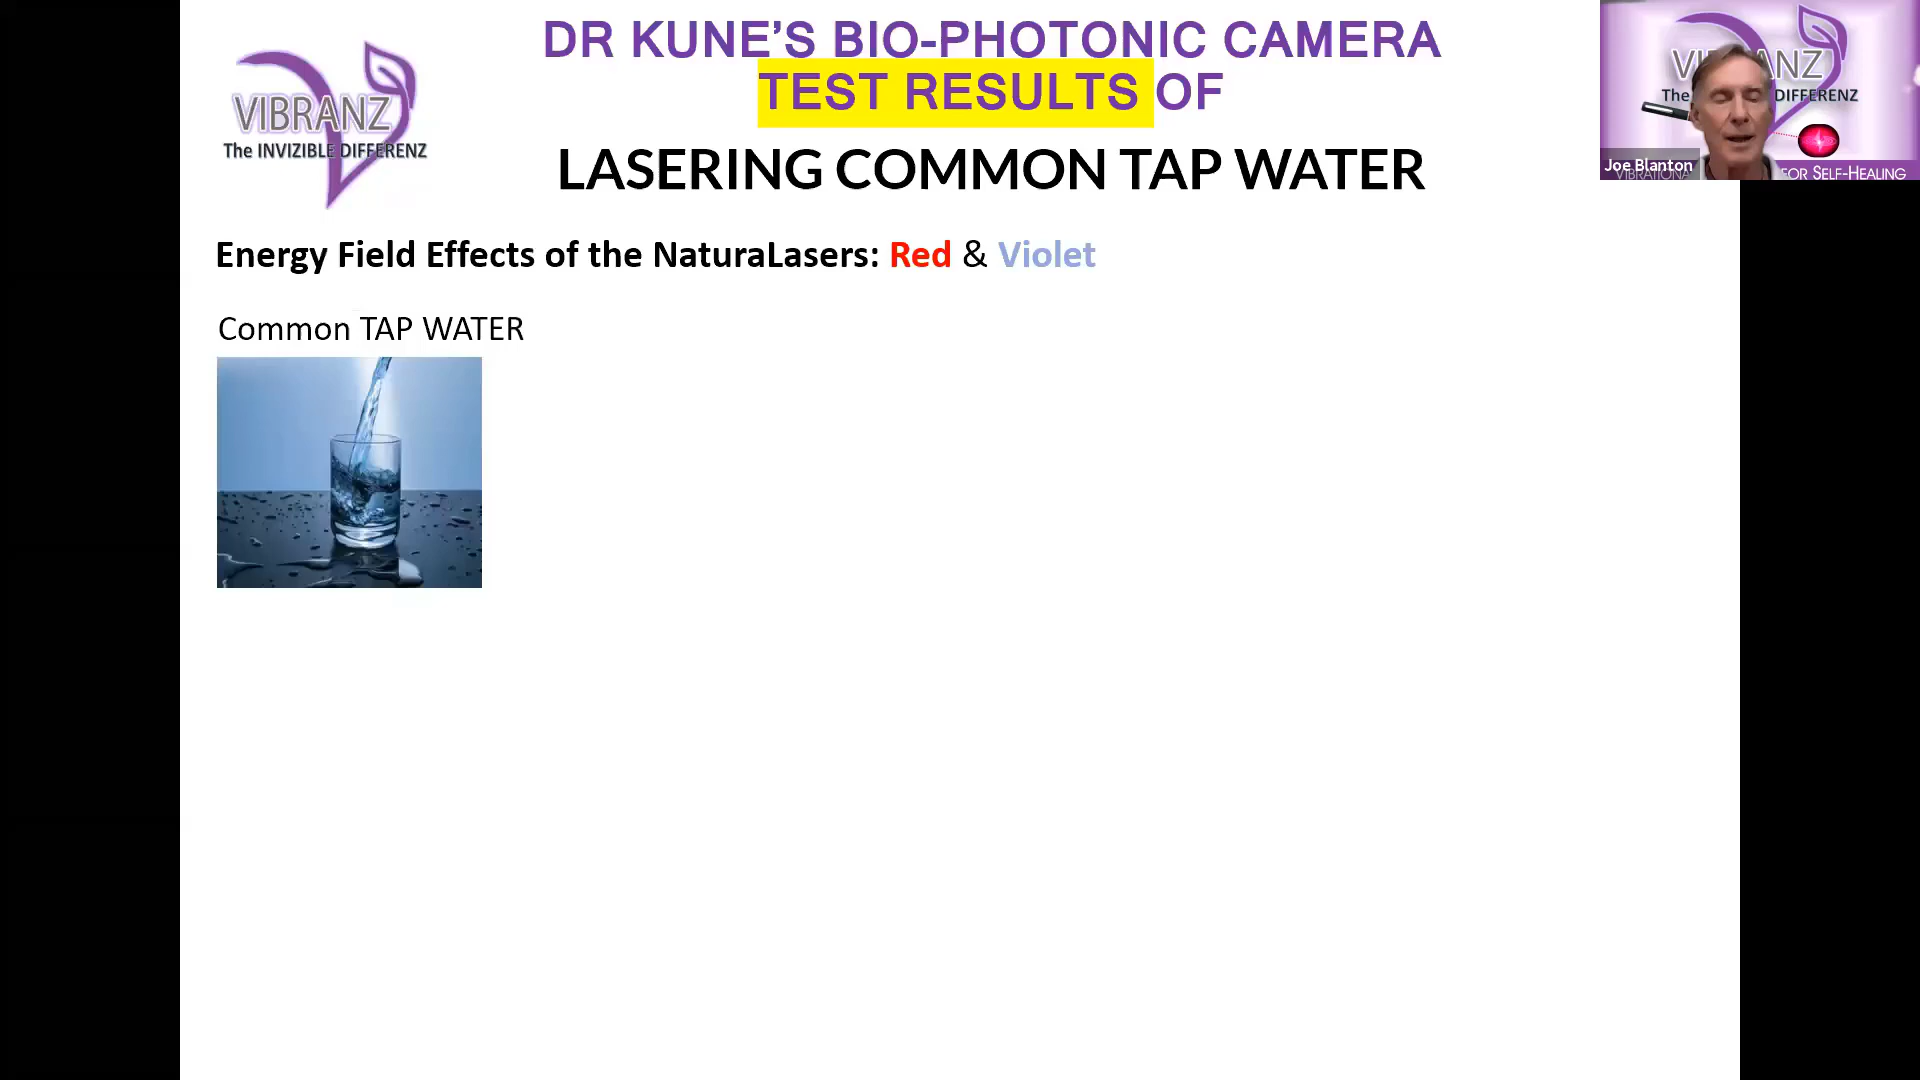 DR KUNE'S BIO-PHOTONIC CAMERA
TEST RESULTS OF
LASERING COMMON TAP WATER
VIBRANZ
The INVIZIBLE DIFFERENZ
Energy Field Effects of the NaturaLasers: Red & Violet
Common TAP WATER
The DIFFERENZ
Joe Blanton
FOR SELF-HEALING